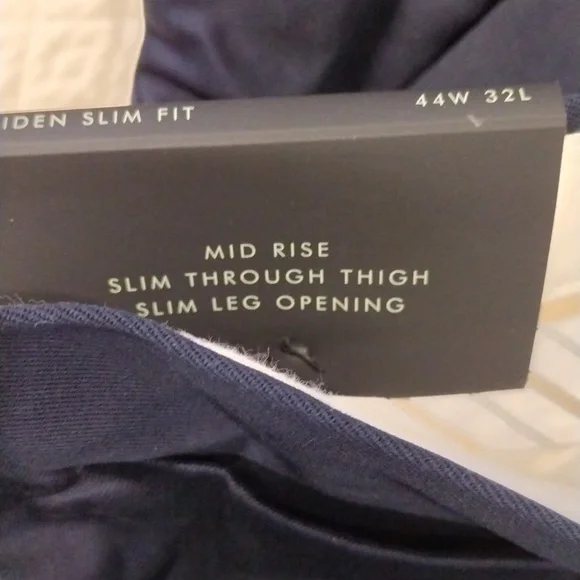 IDEN SLIM FIT
44W 32L
MID RISE
SLIM THROUGH THIGH
SLIM LEG OPENING